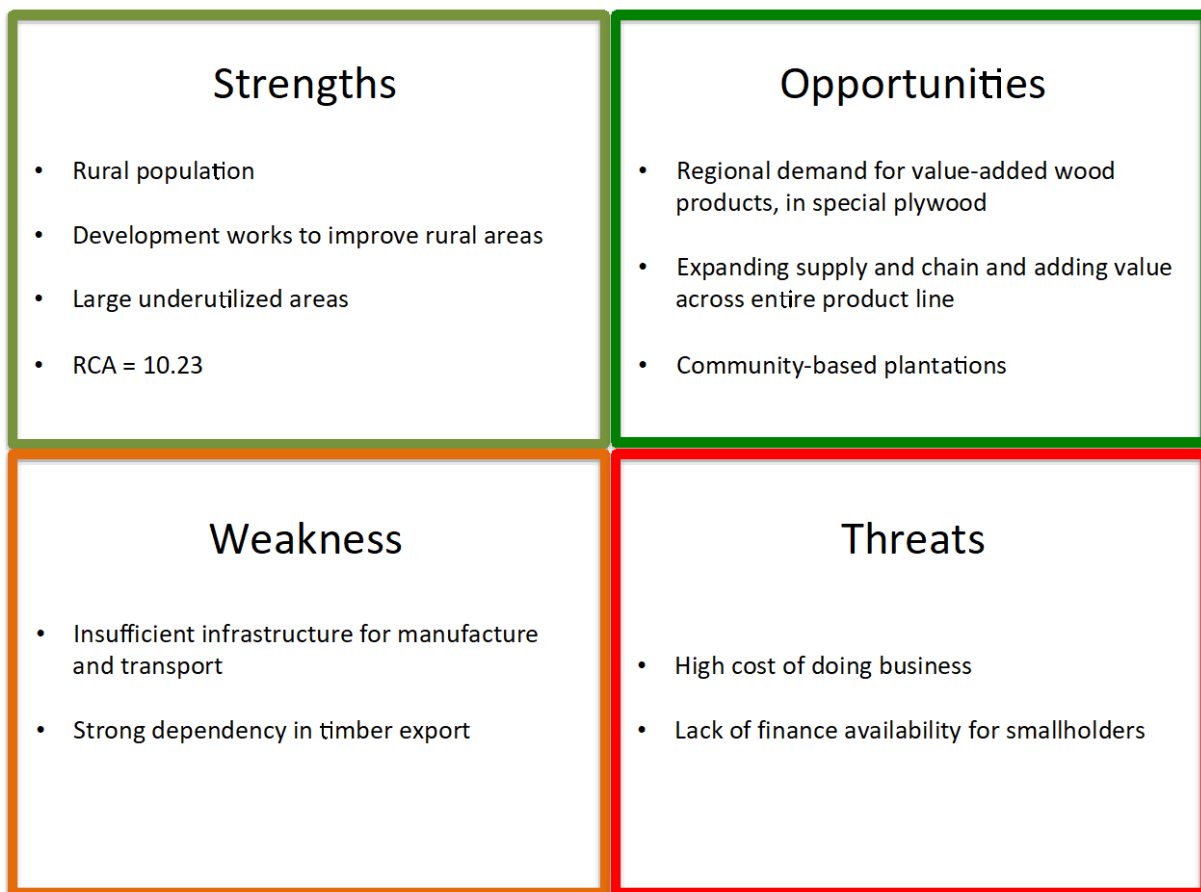 Strengths
• Rural population
• Development works to improve rural areas
• Large underutilized areas
• RCA = 10.23
Opportunities
• Regional demand for value-added wood
products, in special plywood
• Expanding supply and chain and adding value
across entire product line
• Community-based plantations
Weakness
• Insufficient infrastructure for manufacture
and transport
• Strong dependency in timber export
Threats
• High cost of doing business
• Lack of finance availability for smallholders